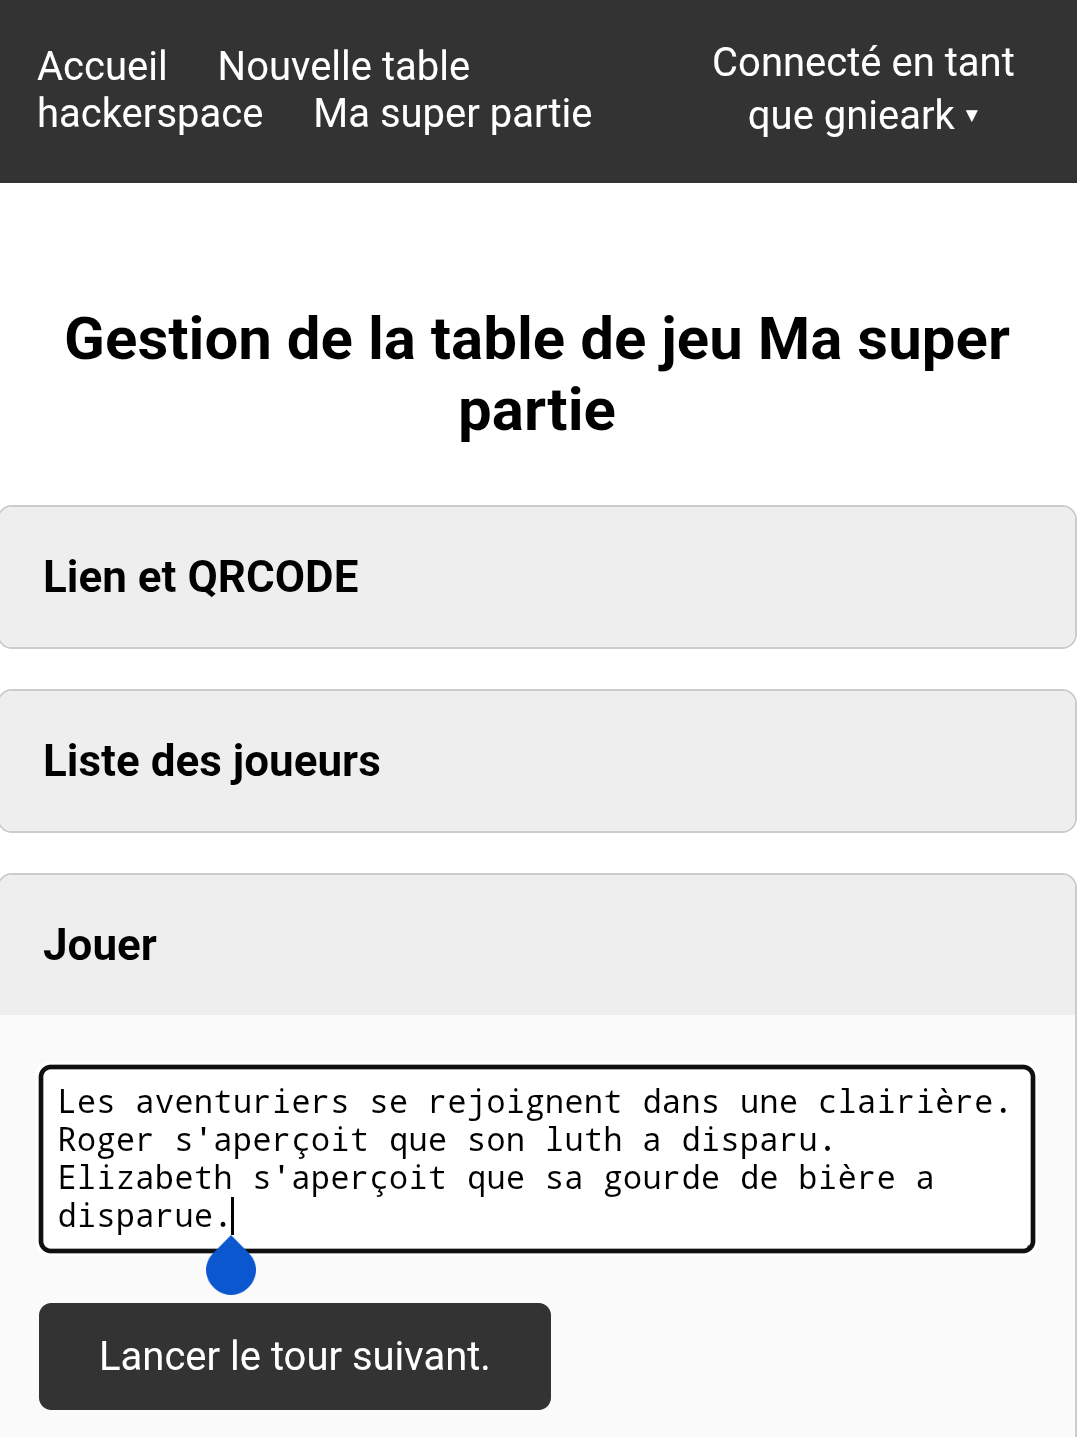 Accueil Nouvelle table
hackerspace Ma super partie
Connecté en tant
que gnieark ▾
Gestion de la table de jeu Ma super
partie
Lien et QRCODE
Liste des joueurs
Jouer
Les aventuriers se rejoignent dans une clairière.
Roger s'aperçoit que son luth a disparu.
Elizabeth s'aperçoit que sa gourde de bière a
disparue.
Lancer le tour suivant.